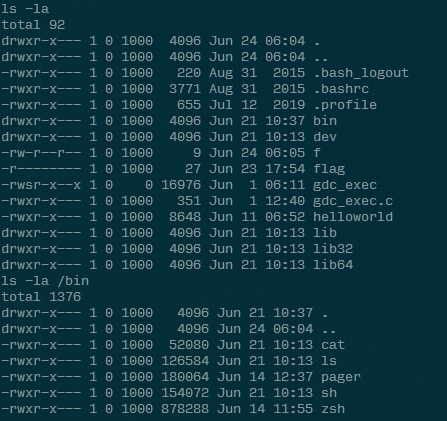 ls -la
total 92
drwxr-x--- 1 0 1000  4096 Jun 24 06:04 .
drwxr-x--- 1 0 1000  4096 Jun 24 06:04 ..
-rwxr-x--- 1 0 1000   220 Aug 31  2015 .bash_logout
-rwxr-x--- 1 0 1000  3771 Aug 31  2015 .bashrc
-rwxr-x--- 1 0 1000   655 Jul 12  2019 .profile
drwxr-x--- 1 0 1000  4096 Jun 21 10:37 bin
drwxr-x--- 1 0 1000  4096 Jun 21 10:13 dev
-rw-r--r-- 1 0 1000     9 Jun 24 06:05 f
-r-------- 1 0 1000    27 Jun 23 17:54 flag
-rwsr-x--x 1 0    0 16976 Jun  1 06:11 gdc_exec
-rwxr-x--- 1 0 1000   351 Jun  1 12:40 gdc_exec.c
-rwxr-x--- 1 0 1000  8648 Jun 11 06:52 helloworld
drwxr-x--- 1 0 1000  4096 Jun 21 10:13 lib
drwxr-x--- 1 0 1000  4096 Jun 21 10:13 lib32
drwxr-x--- 1 0 1000  4096 Jun 21 10:13 lib64
ls -la /bin
total 1376
drwxr-x--- 1 0 1000   4096 Jun 21 10:37 .
drwxr-x--- 1 0 1000   4096 Jun 24 06:04 ..
-rwxr-x--- 1 0 1000  52080 Jun 21 10:13 cat
-rwxr-x--- 1 0 1000 126584 Jun 21 10:13 ls
-rwxr-x--- 1 0 1000 180064 Jun 14 12:37 pager
-rwxr-x--- 1 0 1000 154072 Jun 21 10:13 sh
-rwxr-x--- 1 0 1000 878288 Jun 14 11:55 zsh